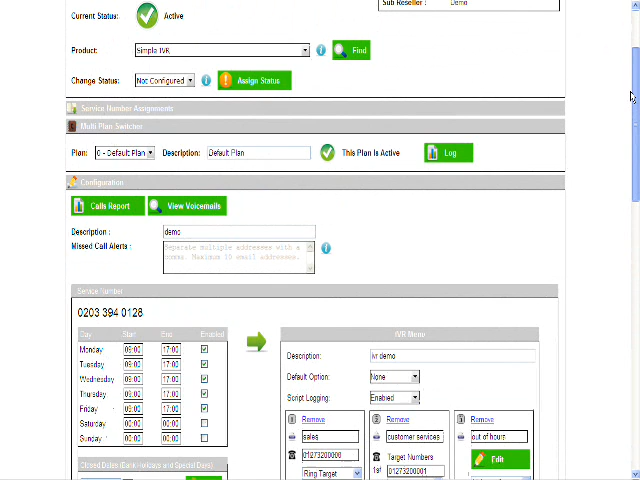 Sub Reseller : Demo
Current Status: Active
Product: Simple IVR Find
Change Status: Not Configured Assign Status
Service Number Assignments
Multi Plan Switcher
Plan: 0 - Default Plan Description: Default Plan This Plan Is Active Log
Configuration
Calls Report View Voicemails
Description : demo
Missed Call Alerts : Separate multiple addresses with a
comma. Maximum 10 email addresses.
Service Number
0203 394 0128
Day Start End Enabled IVR Menu
Monday 09:00 17:00 Description: ivr demo
Tuesday 09:00 17:00
Wednesday 09:00 17:00 Default Option: None
Thursday 09:00 17:00 Script Logging: Enabled
Friday 09:00 17:00
Saturday 00:00 00:00 1 Remove 2 Remove 3 Remove
Sunday 00:00 00:00 sales customer services out of hours
01273200000 Target Numbers Edit
Closed Dates (Bank Holidays and Special Days) Ring Target 1st 01273200001